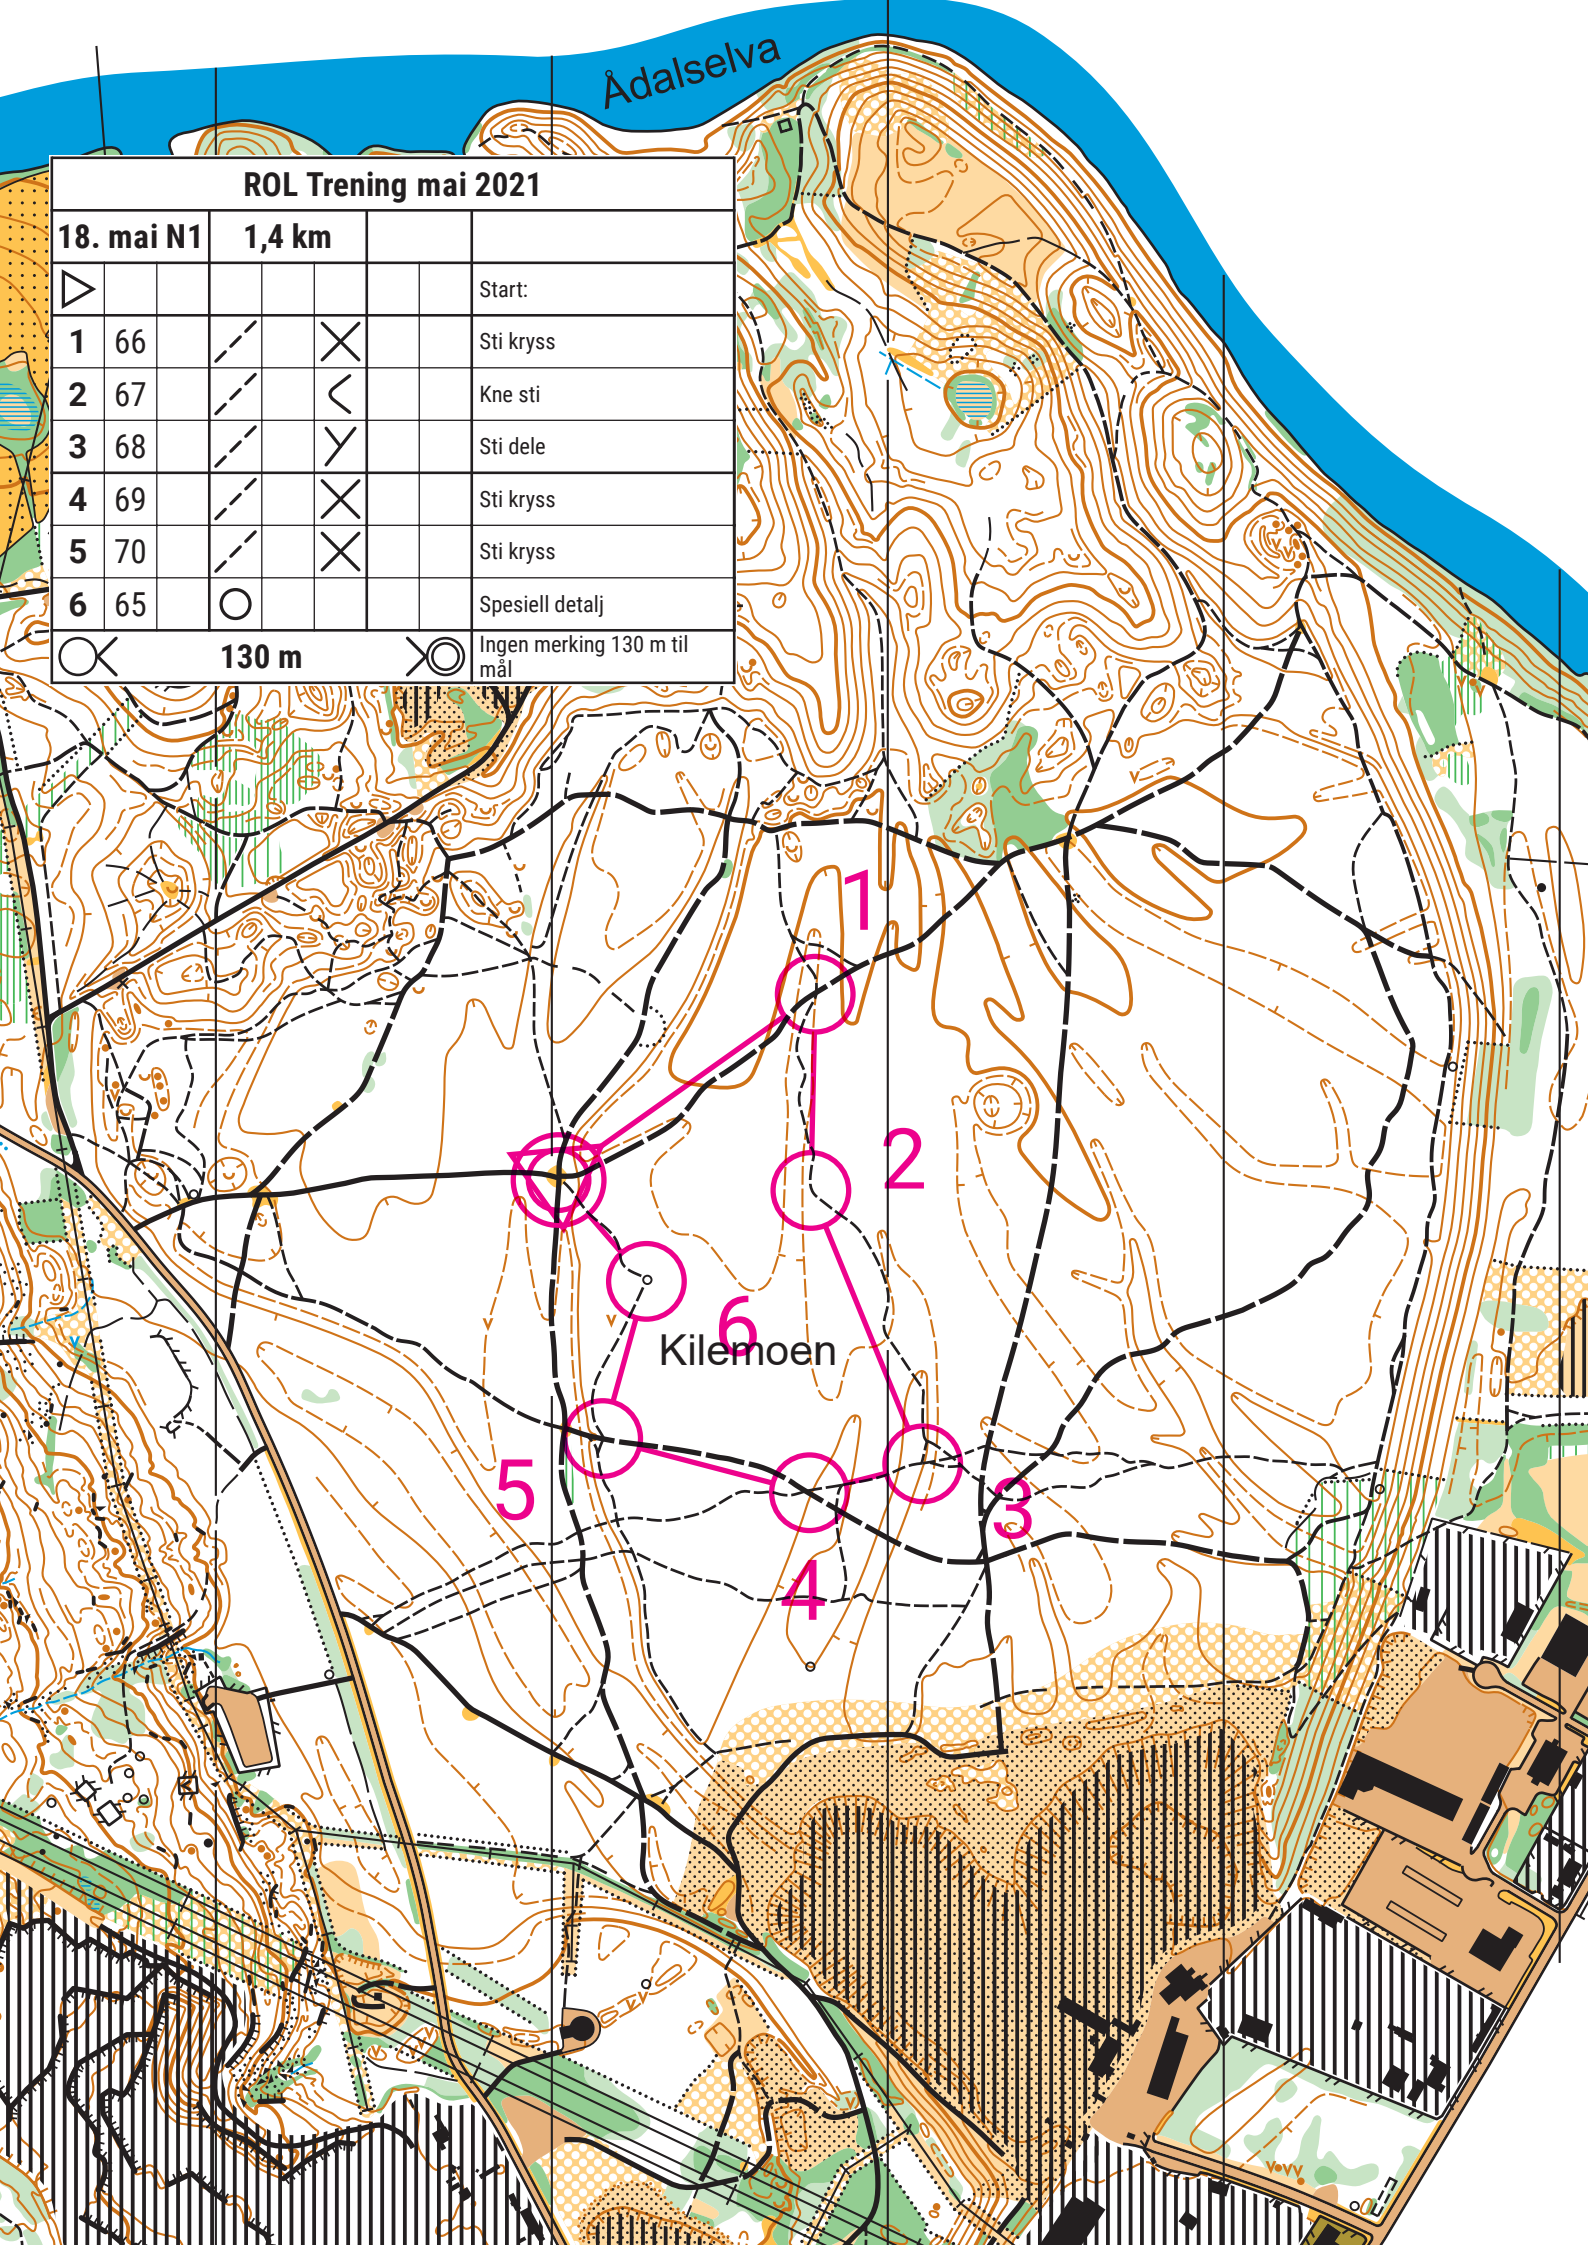 Ådalselva
ROL Trening mai 2021
18. mai N1 1,4 km
Start:
1 66 Sti kryss
2 67 Kne sti
3 68 Sti dele
4 69 Sti kryss
5 70 Sti kryss
6 65 Spesiell detalj
130 m Ingen merking 130 m til
mål
1
2
6
Kilemoen
5
3
4